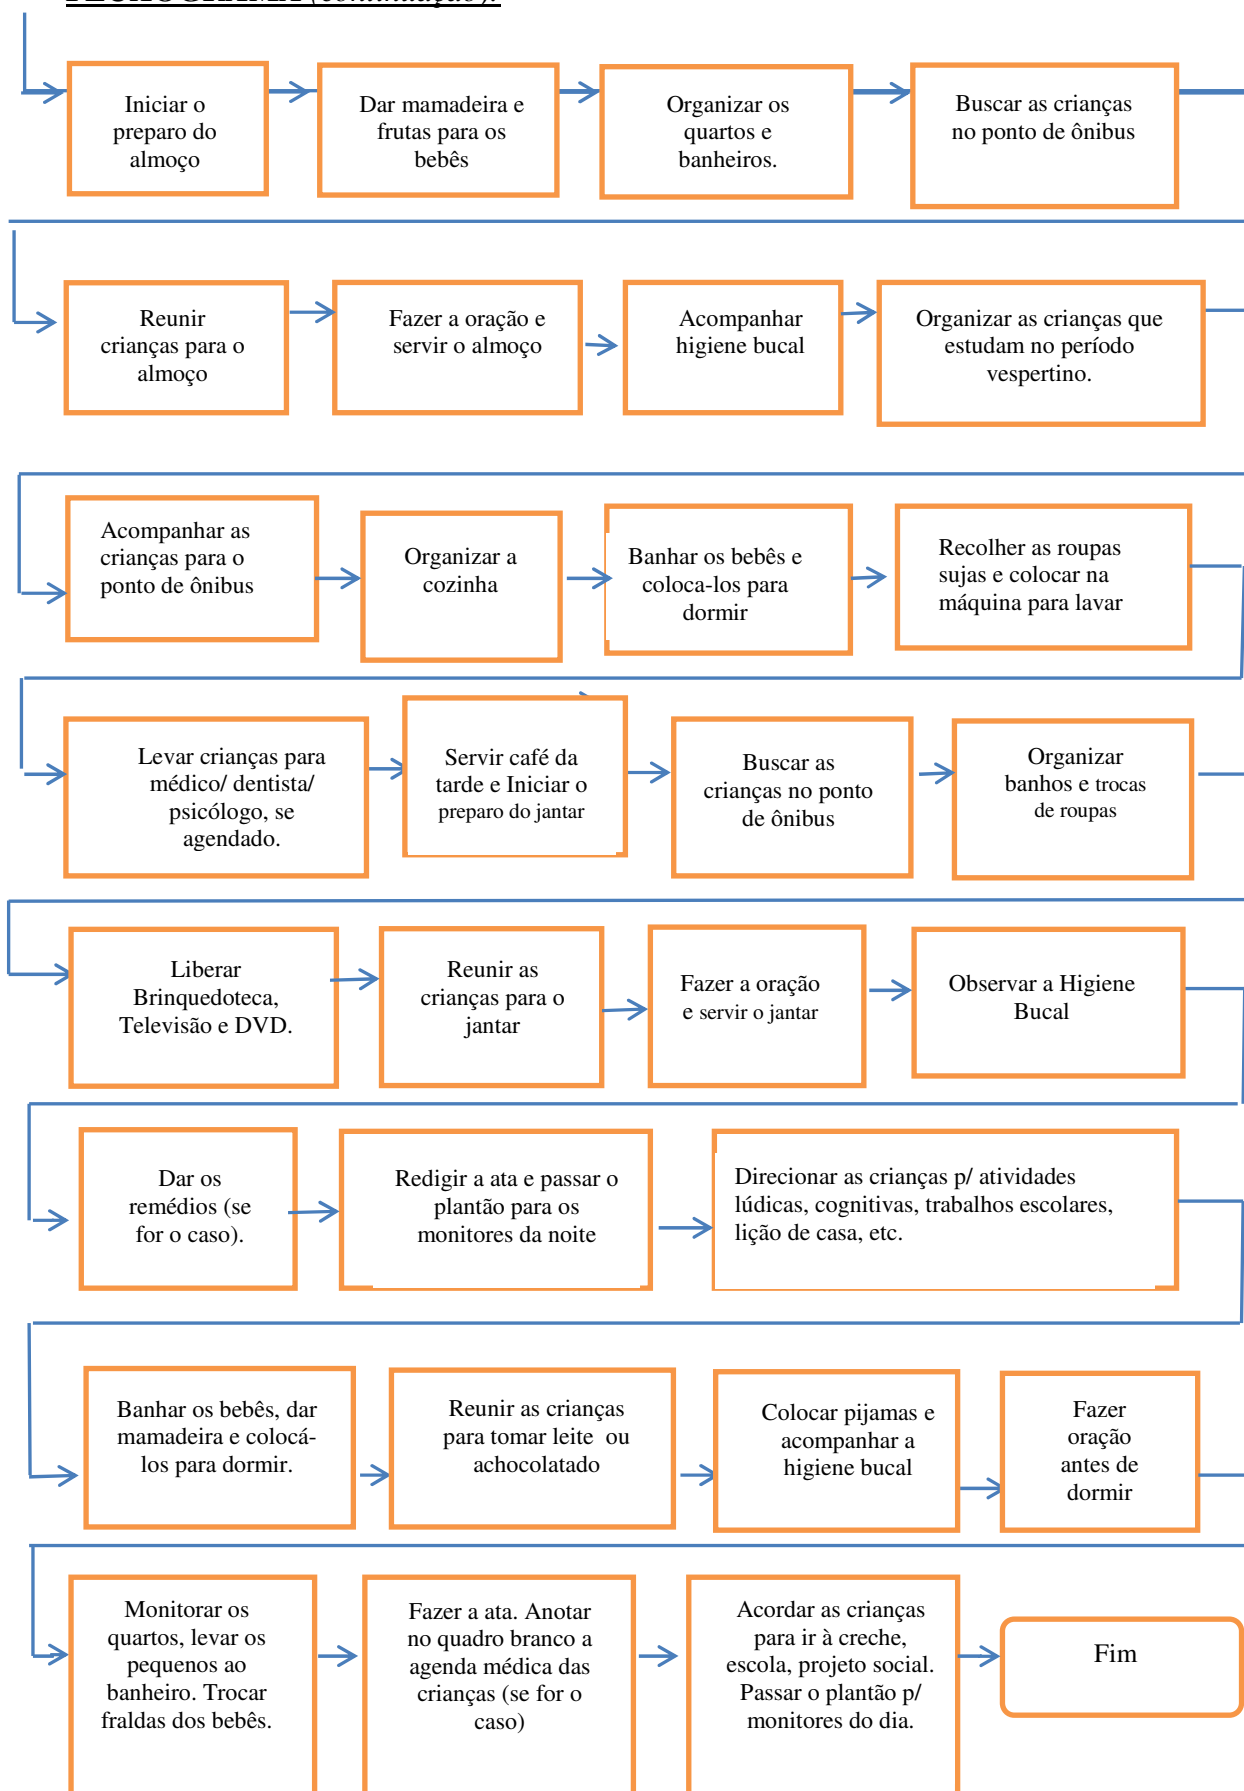 FLUXOGRAMA (continuação):
Iniciar o
preparo do
almoço
Dar mamadeira e
frutas para os
bebês
Organizar os
quartos e
banheiros.
Buscar as crianças
no ponto de ônibus
Reunir
crianças para o
almoço
Fazer a oração e
servir o almoço
Acompanhar
higiene bucal
Organizar as crianças que
estudam no período
vespertino.
Acompanhar as
crianças para o
ponto de ônibus
Organizar a
cozinha
Banhar os bebês e
coloca-los para
dormir
Recolher as roupas
sujas e colocar na
máquina para lavar
Levar crianças para
médico/ dentista/
psicólogo, se
agendado.
Servir café da
tarde e Iniciar o
preparo do jantar
Buscar as
crianças no ponto
de ônibus
Organizar
banhos e trocas
de roupas
Liberar
Brinquedoteca,
Televisão e DVD.
Reunir as
crianças para o
jantar
Fazer a oração
e servir o jantar
Observar a Higiene
Bucal
Dar os
remédios (se
for o caso).
Redigir a ata e passar o
plantão para os
monitores da noite
Direcionar as crianças p/ atividades
lúdicas, cognitivas, trabalhos escolares,
lição de casa, etc.
Banhar os bebês, dar
mamadeira e colocá-
los para dormir.
Reunir as crianças
para tomar leite ou
achocolatado
Colocar pijamas e
acompanhar a
higiene bucal
Fazer
oração
antes de
dormir
Monitorar os
quartos, levar os
pequenos ao
banheiro. Trocar
fraldas dos bebês.
Fazer a ata. Anotar
no quadro branco a
agenda médica das
crianças (se for o
caso)
Acordar as crianças
para ir à creche,
escola, projeto social.
Passar o plantão p/
monitores do dia.
Fim